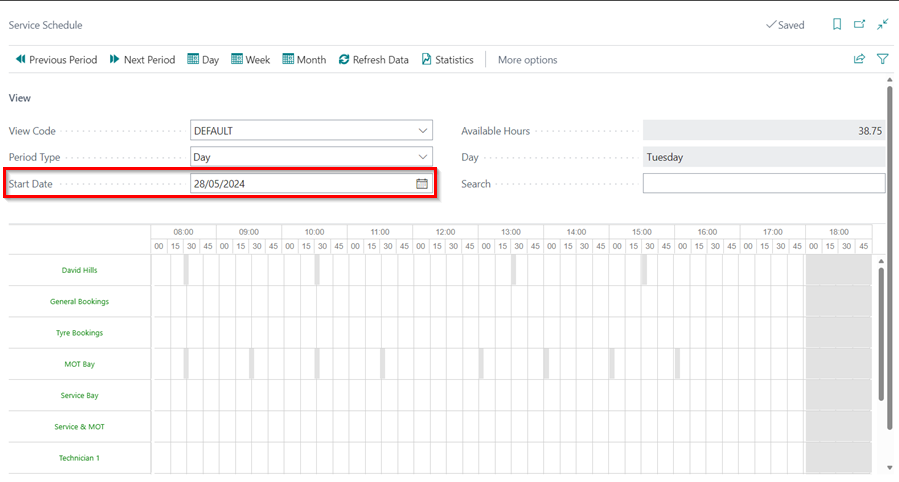 Service Schedule
Saved
Previous Period Next Period Day Week Month Refresh Data Statistics More options
View
View Code DEFAULT Available Hours 38.75
Period Type Day Day Tuesday
Start Date 28/05/2024 Search
08:00 09:00 10:00 11:00 12:00 13:00 14:00 15:00 16:00 17:00 18:00
00 15 30 45 00 15 30 45 00 15 30 45 00 15 30 45 00 15 30 45 00 15 30 45 00 15 30 45 00 15 30 45 00 15 30 45 00 15 30 45 00 15 30 45
David Hills
General Bookings
Tyre Bookings
MOT Bay
Service Bay
Service & MOT
Technician 1